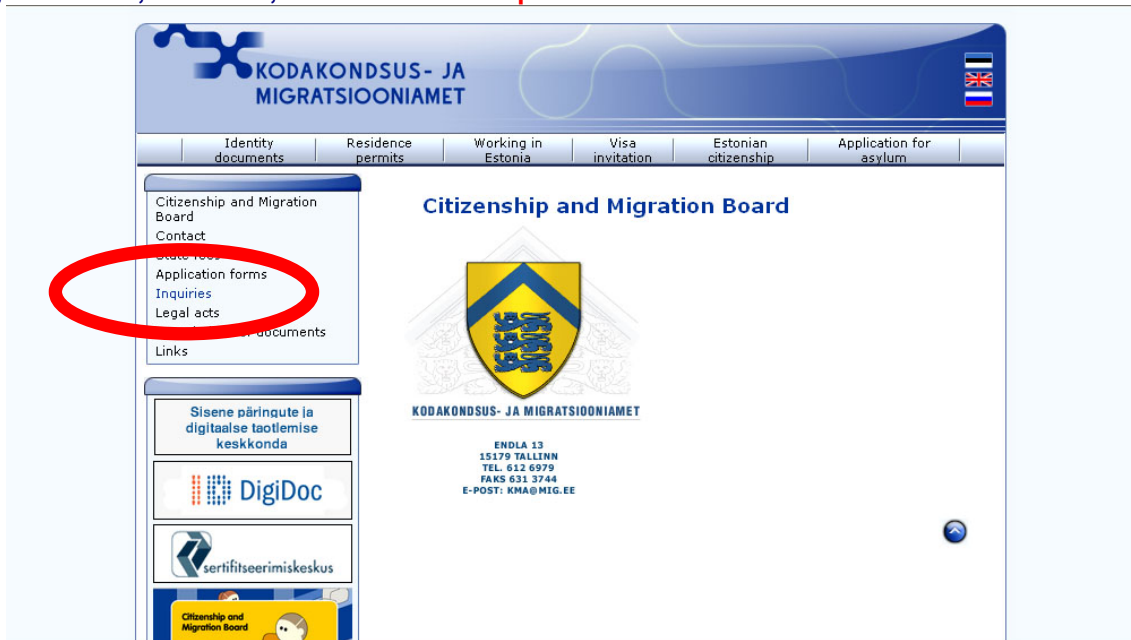 KODAKONDSUS- JA
MIGRATSIOONIAMET
Identity
documents
Residence
permits
Working in
Estonia
Visa
invitation
Estonian
citizenship
Application for
asylum
Citizenship and Migration
Board
Contact
Application forms
Inquiries
Legal acts
documents
Links
Citizenship and Migration Board
KODAKONDSUS- JA MIGRATSIOONIAMET
ENDLA 13
15179 TALLINN
TEL. 612 6979
FAKS 631 3744
E-POST: KMA@MIG.EE
Sisene päringute ja
digitaalse taotlemise
keskkonda
DigiDoc
sertifitseerimiskeskus
Citizenship and
Migration Board